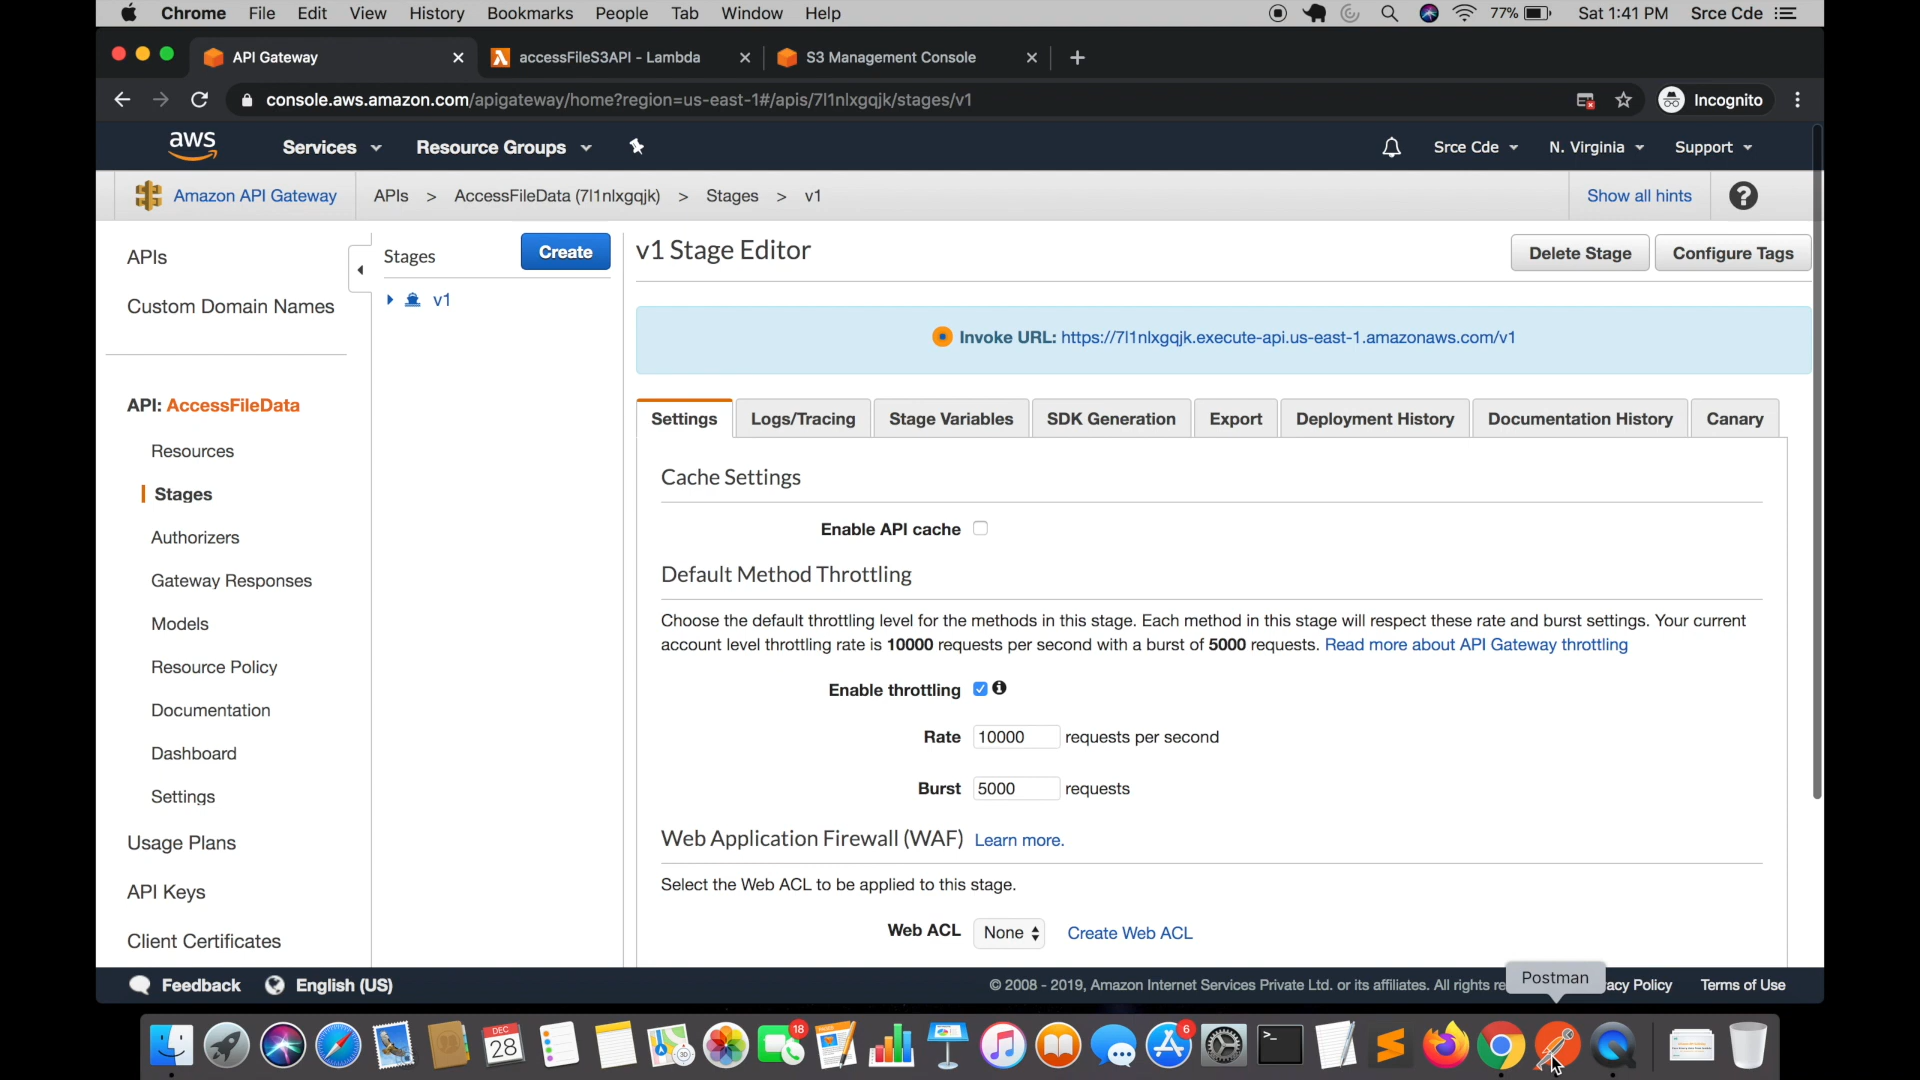 Chrome File Edit View History Bookmarks People Tab Window Help 77% Sat 1:41 PM Srce Cde
API Gateway accessFileS3API - Lambda S3 Management Console
console.aws.amazon.com/apigateway/home?region=us-east-1#/apis/7l1nlxgqjk/stages/v1 Incognito
aws Services Resource Groups Srce Cde N. Virginia Support
Amazon API Gateway APIs > AccessFileData (7l1nlxgqjk) > Stages > v1 Show all hints ?
APIs
Custom Domain Names
API: AccessFileData
Resources
Stages
Authorizers
Gateway Responses
Models
Resource Policy
Documentation
Dashboard
Settings
Usage Plans
API Keys
Client Certificates
Stages Create
v1
v1 Stage Editor Delete Stage Configure Tags
Invoke URL: https://7l1nlxgqjk.execute-api.us-east-1.amazonaws.com/v1
Settings Logs/Tracing Stage Variables SDK Generation Export Deployment History Documentation History Canary
Cache Settings
Enable API cache
Default Method Throttling
Choose the default throttling level for the methods in this stage. Each method in this stage will respect these rate and burst settings. Your current
account level throttling rate is 10000 requests per second with a burst of 5000 requests. Read more about API Gateway throttling
Enable throttling
Rate 10000 requests per second
Burst 5000 requests
Web Application Firewall (WAF) Learn more.
Select the Web ACL to be applied to this stage.
Web ACL None Create Web ACL
Postman
Feedback English (US) © 2008 - 2019, Amazon Internet Services Private Ltd. or its affiliates. All rights re acy Policy Terms of Use
DEC
28
18
6